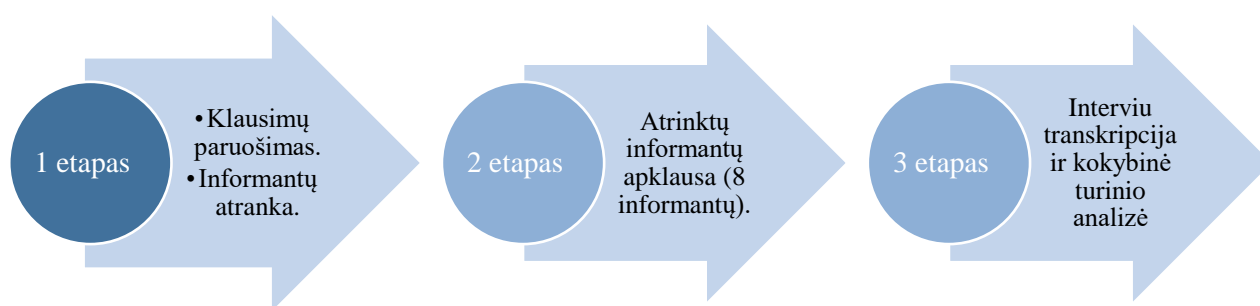 1 etapas
•Klausimų
paruošimas.
•Informantų
atranka.
2 etapas
Atrinktų
informantų
apklausa (8
informantų).
3 etapas
Interviu
transkripcija
ir kokybinė
turinio
analizė